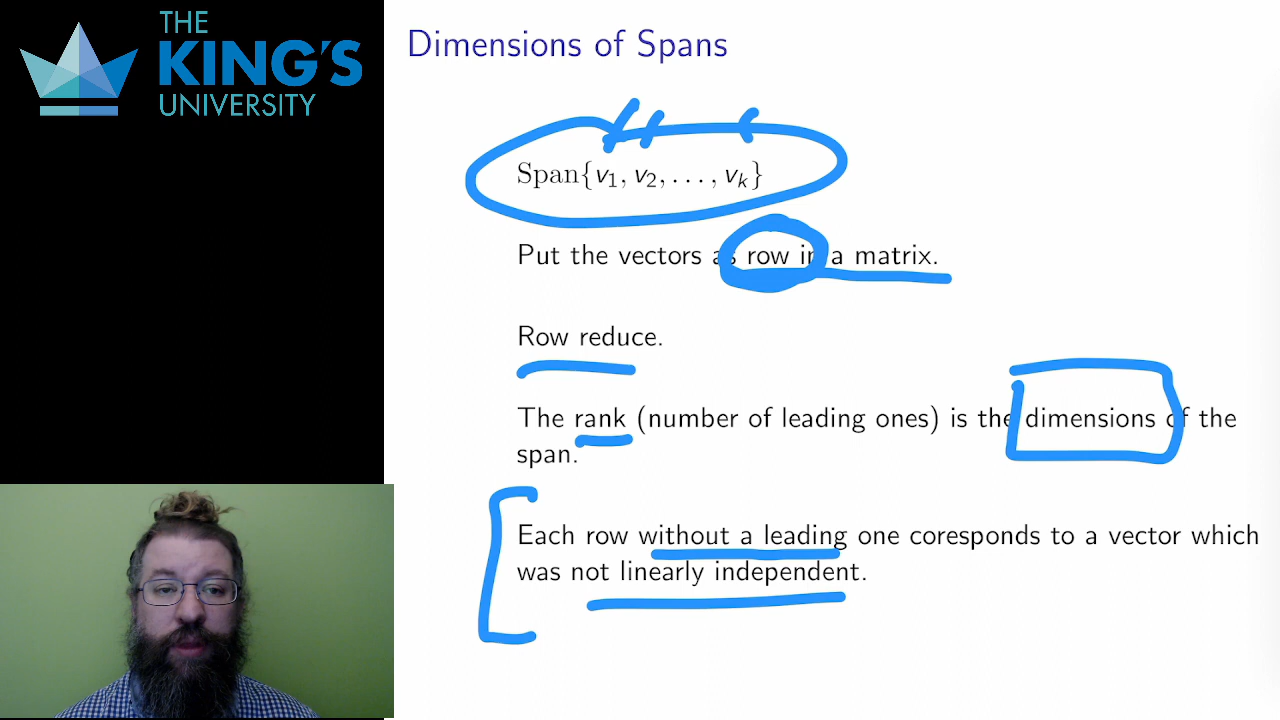 THE
KING'S
UNIVERSITY
Dimensions of Spans
Span{v₁, v₂, . . . , vₖ}
Put the vectors as row in a matrix.
Row reduce.
The rank (number of leading ones) is the dimensions of the
span.
Each row without a leading one coresponds to a vector which
was not linearly independent.